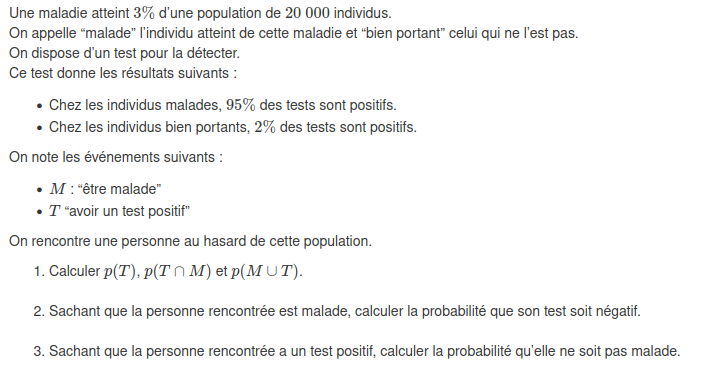 Une maladie atteint 3% d'une population de 20 000 individus.
On appelle “malade” l'individu atteint de cette maladie et “bien portant” celui qui ne l'est pas.
On dispose d'un test pour la détecter.
Ce test donne les résultats suivants :
• Chez les individus malades, 95% des tests sont positifs.
• Chez les individus bien portants, 2% des tests sont positifs.
On note les événements suivants :
• M : “être malade”
• T “avoir un test positif”
On rencontre une personne au hasard de cette population.
1. Calculer p(T), p(T ∩ M) et p(M ∪ T).
2. Sachant que la personne rencontrée est malade, calculer la probabilité que son test soit négatif.
3. Sachant que la personne rencontrée a un test positif, calculer la probabilité qu'elle ne soit pas malade.